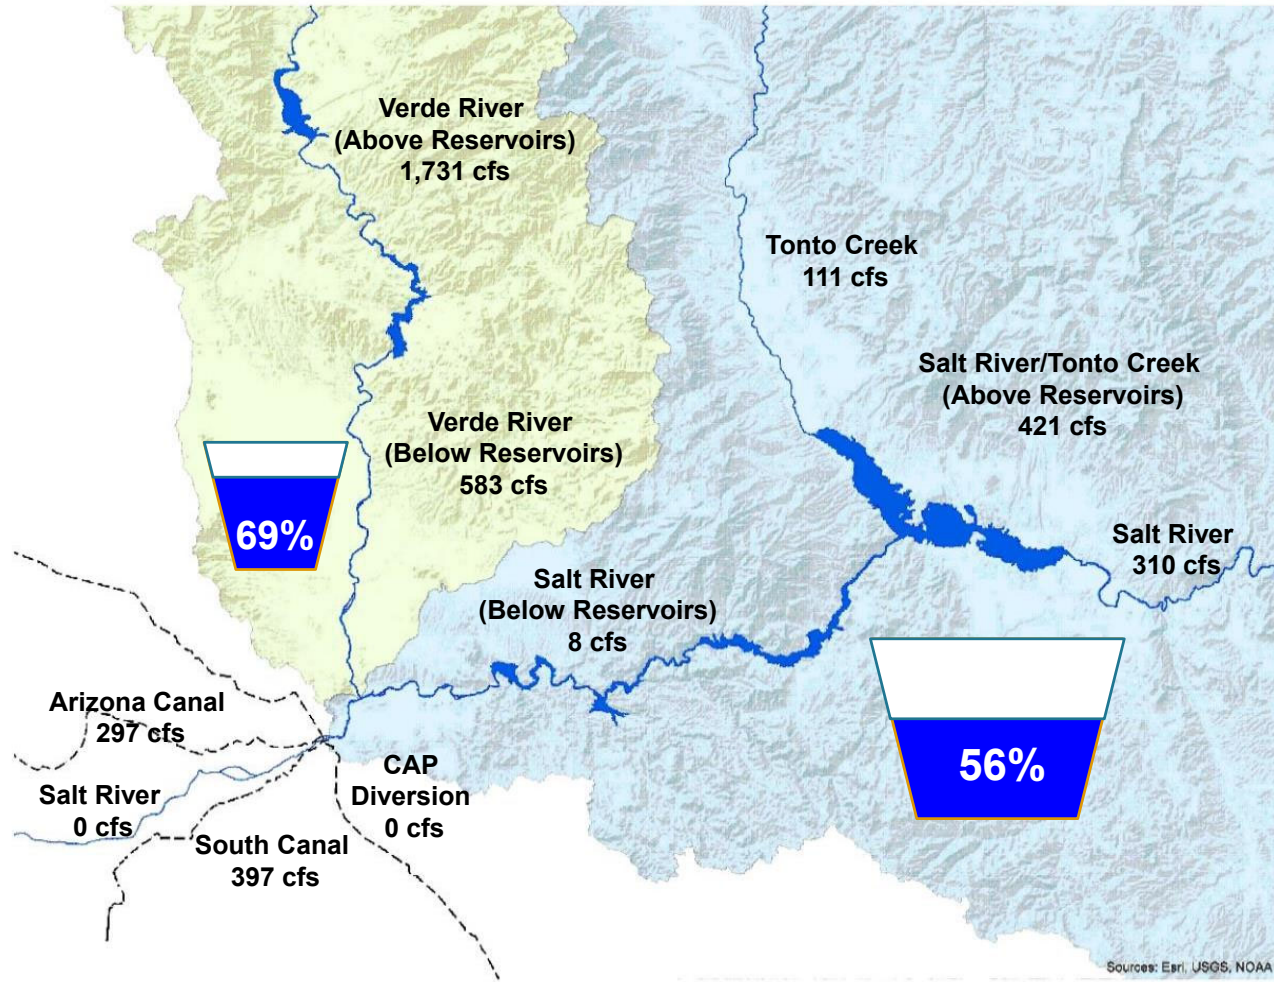 Verde River
(Above Reservoirs)
1,731 cfs
Tonto Creek
111 cfs
Salt River/Tonto Creek
(Above Reservoirs)
421 cfs
Verde River
(Below Reservoirs)
583 cfs
69%
Salt River
310 cfs
Salt River
(Below Reservoirs)
8 cfs
56%
Arizona Canal
297 cfs
CAP
Diversion
0 cfs
Salt River
0 cfs
South Canal
397 cfs
Sources: Esri, USGS, NOAA